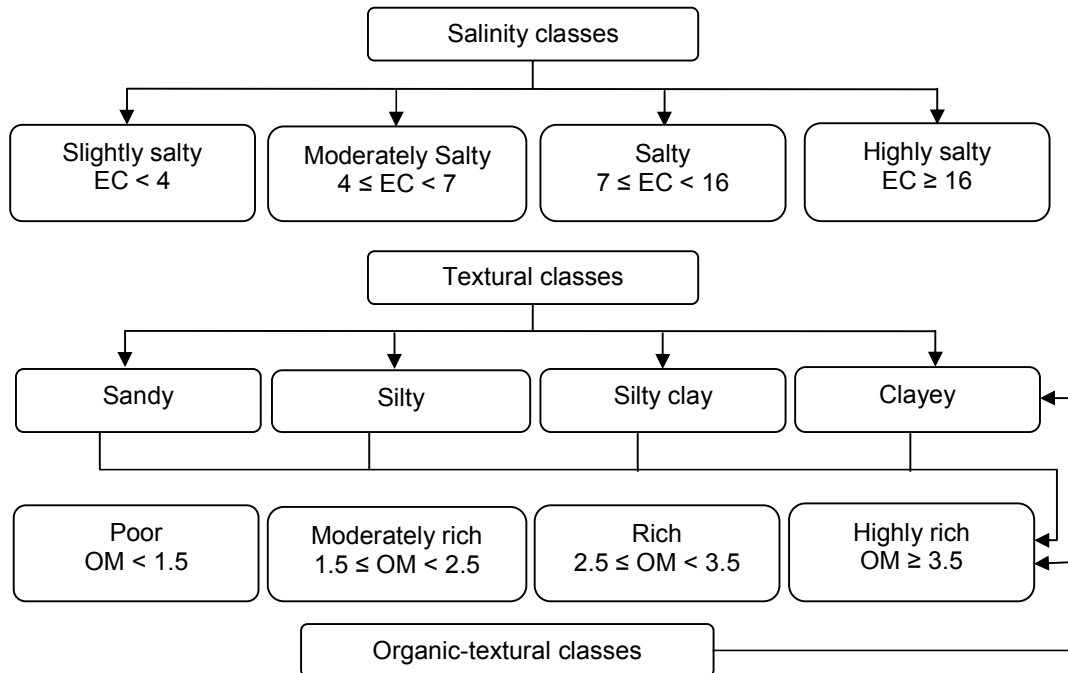 Salinity classes
Slightly salty
EC < 4
Moderately Salty
4 ≤ EC < 7
Salty
7 ≤ EC < 16
Highly salty
EC ≥ 16
Textural classes
Sandy
Silty
Silty clay
Clayey
Poor
OM < 1.5
Moderately rich
1.5 ≤ OM < 2.5
Rich
2.5 ≤ OM < 3.5
Highly rich
OM ≥ 3.5
Organic-textural classes